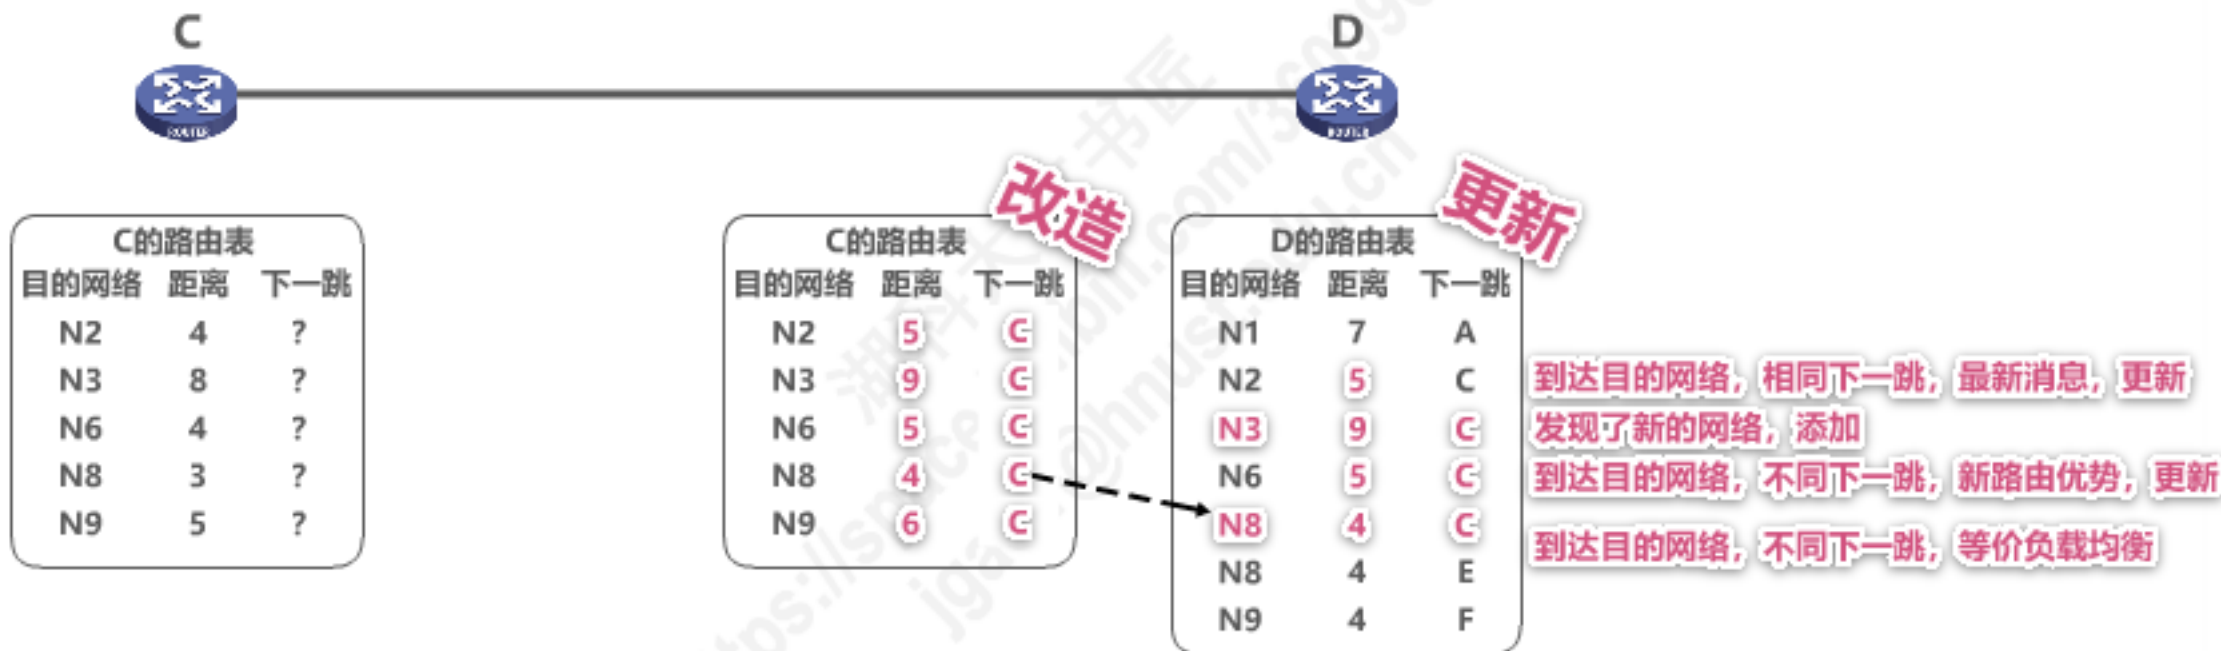 C
D
ROUTER
ROUTER
改造
更新
C的路由表
目的网络 距离 下一跳
N2 4 ?
N3 8 ?
N6 4 ?
N8 3 ?
N9 5 ?
C的路由表
目的网络 距离 下一跳
N2 5 C
N3 9 C
N6 5 C
N8 4 C
N9 6 C
D的路由表
目的网络 距离 下一跳
N1 7 A
N2 5 C
N3 9 C
N6 5 C
N8 4 C
N8 4 E
N9 4 F
到达目的网络，相同下一跳，最新消息，更新
发现了新的网络，添加
到达目的网络，不同下一跳，新路由优势，更新
到达目的网络，不同下一跳，等价负载均衡